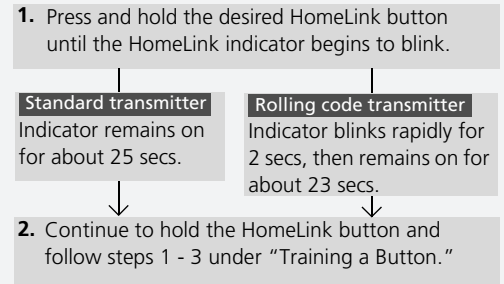 1. Press and hold the desired HomeLink button
until the HomeLink indicator begins to blink.
Standard transmitter
Indicator remains on
for about 25 secs.
Rolling code transmitter
Indicator blinks rapidly for
2 secs, then remains on for
about 23 secs.
2. Continue to hold the HomeLink button and
follow steps 1 - 3 under “Training a Button.”